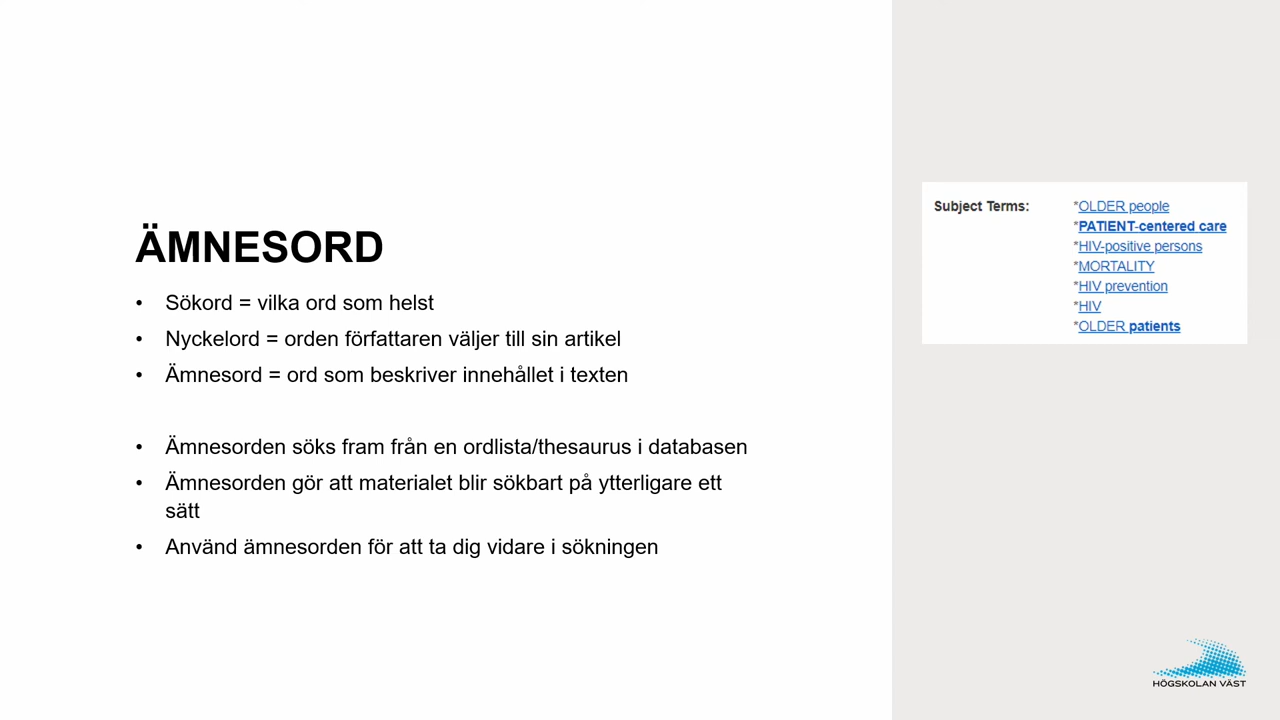 ÄMNESORD
• Sökord = vilka ord som helst
• Nyckelord = orden författaren väljer till sin artikel
• Ämnesord = ord som beskriver innehållet i texten
• Ämnesorden söks fram från en ordlista/thesaurus i databasen
• Ämnesorden gör att materialet blir sökbart på ytterligare ett
sätt
• Använd ämnesorden för att ta dig vidare i sökningen
Subject Terms: *OLDER people
*PATIENT-centered care
*HIV-positive persons
*MORTALITY
*HIV prevention
*HIV
*OLDER patients
HÖGSKOLAN VÄST